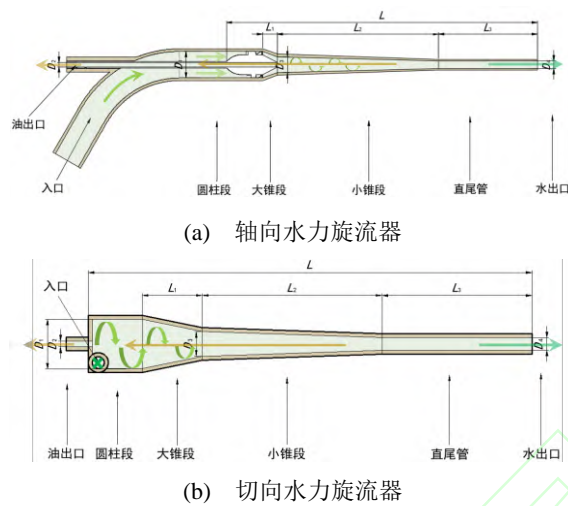 L
L₁ L₂ L₃
D₂ D₁ D₃ D₄
油出口
入口 圆柱段 大锥段 小锥段 直尾管 水出口
(a) 轴向水力旋流器
L
入口 L₁ L₂ L₃
D₁ D₂ D₃ D₄
油出口 圆柱段 大锥段 小锥段 直尾管 水出口
(b) 切向水力旋流器